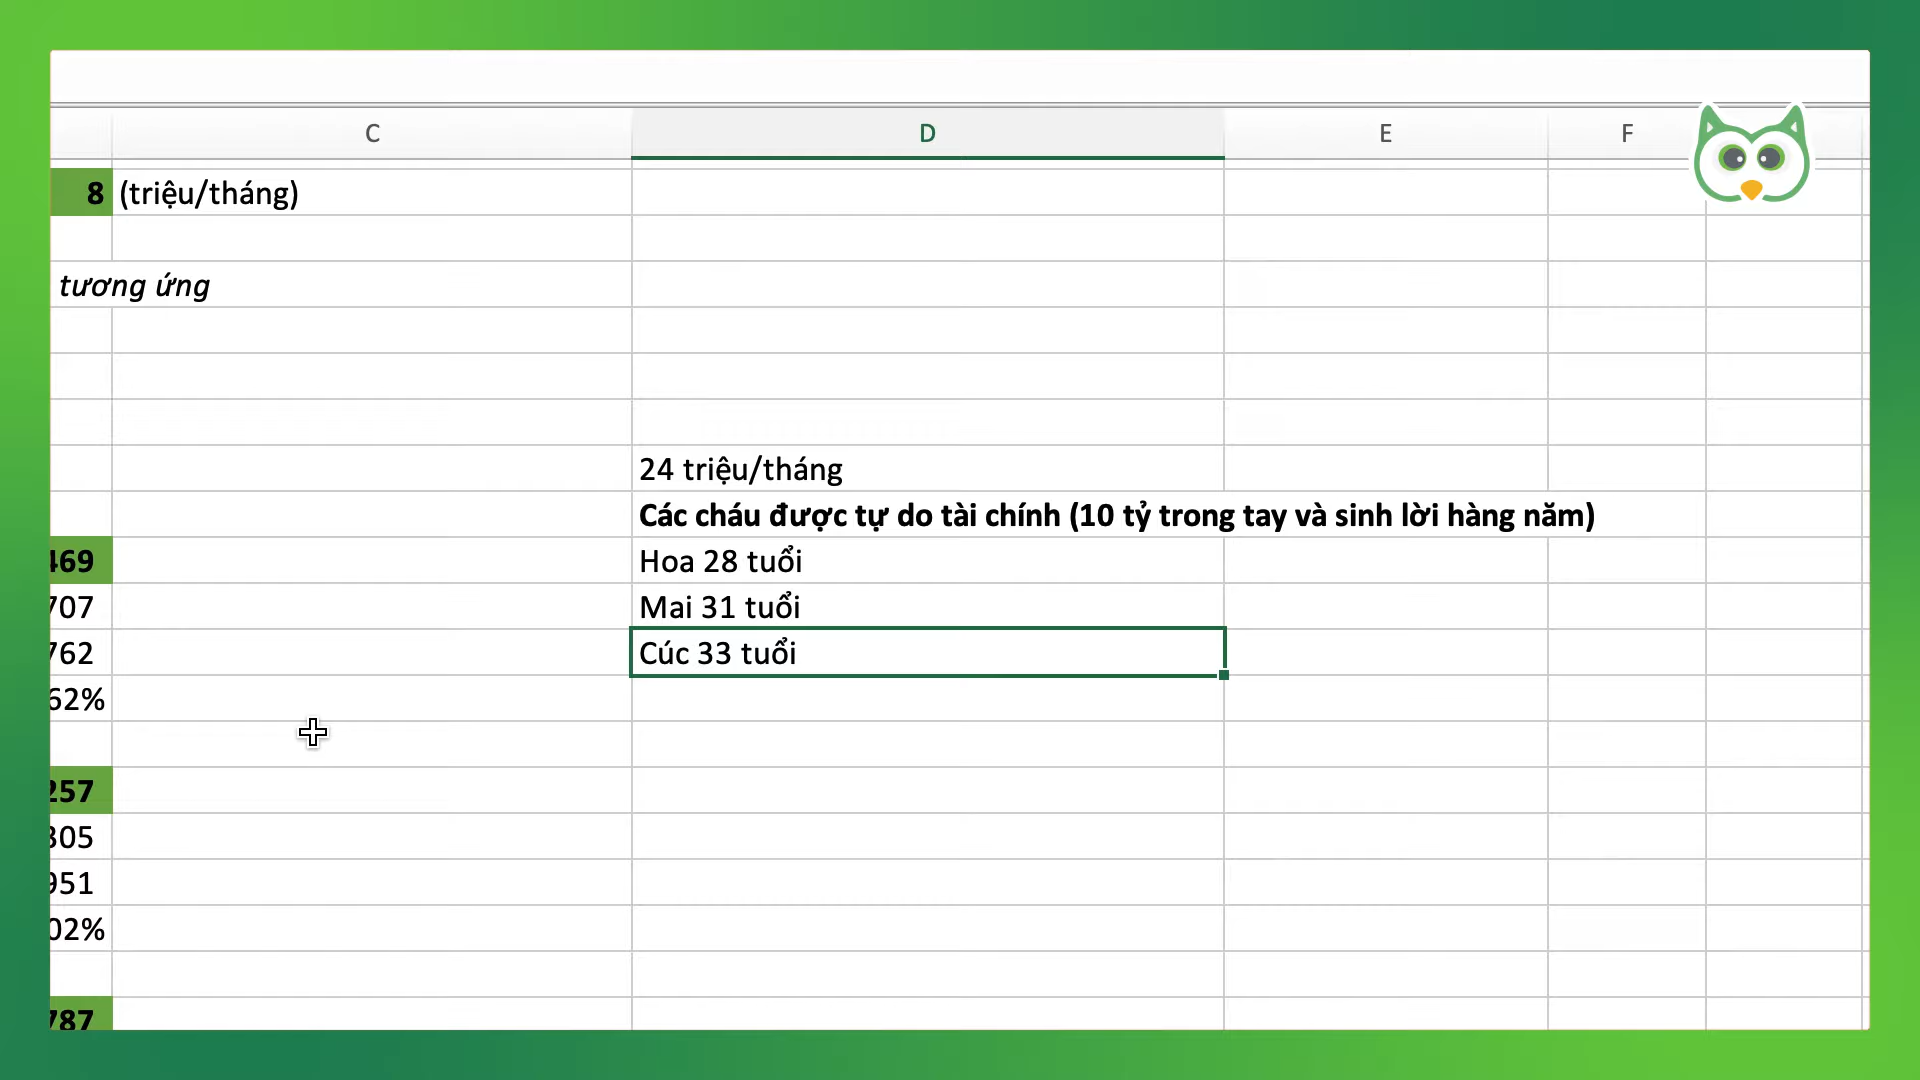 C D E F
8 (triệu/tháng)
tương ứng
24 triệu/tháng
Các cháu được tự do tài chính (10 tỷ trong tay và sinh lời hàng năm)
469 Hoa 28 tuổi
707 Mai 31 tuổi
762 Cúc 33 tuổi
62%
257
305
951
02%
787